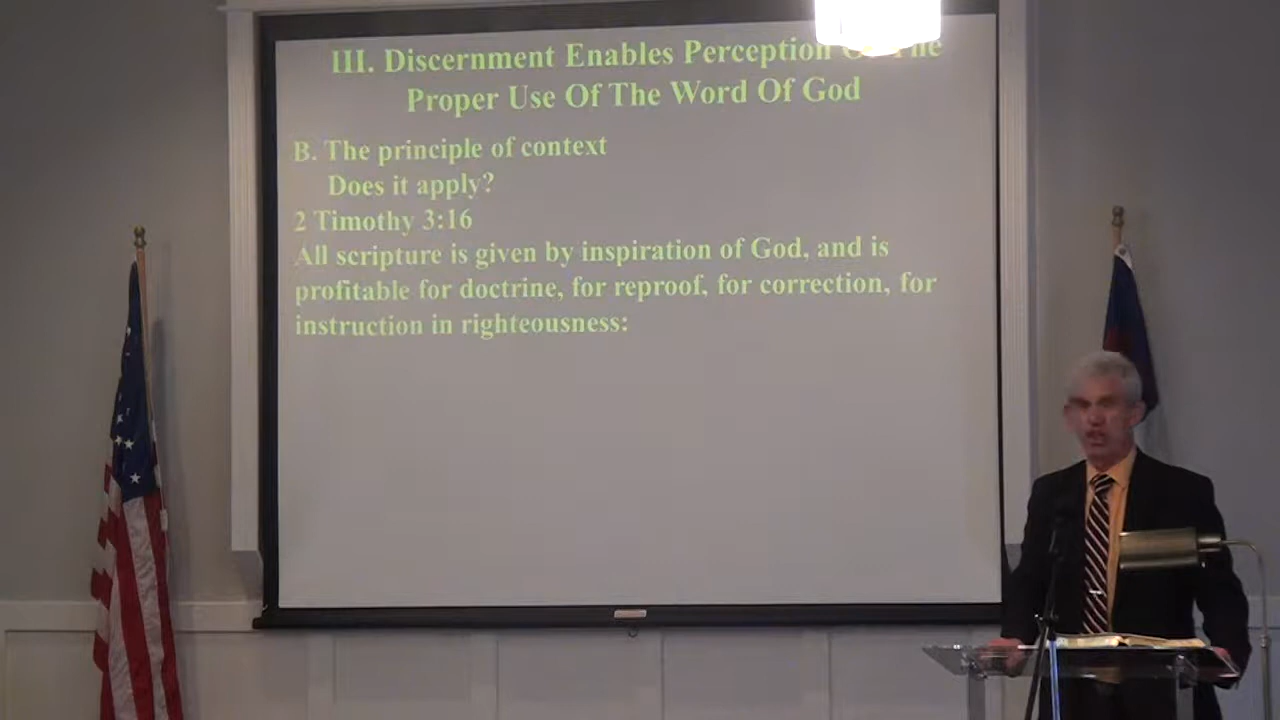 III. Discernment Enables Perception The
Proper Use Of The Word Of God
B. The principle of context
Does it apply?
2 Timothy 3:16
All scripture is given by inspiration of God, and is
profitable for doctrine, for reproof, for correction, for
instruction in righteousness: